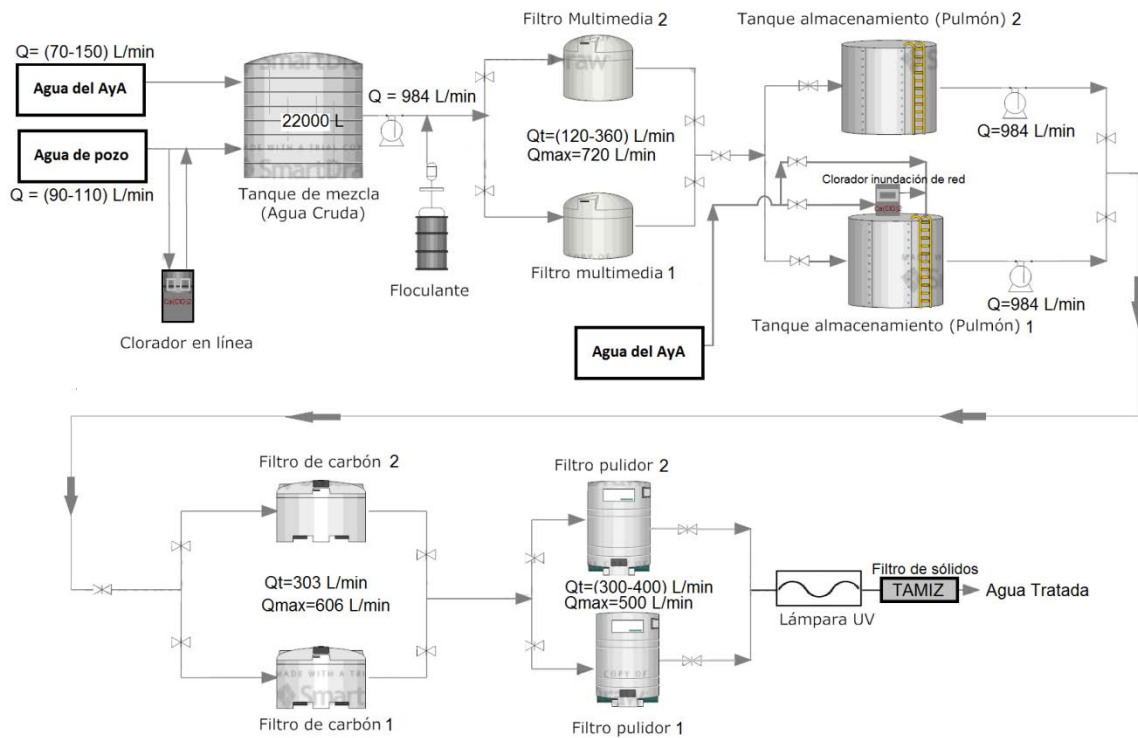 Q= (70-150) L/min
Agua del AyA
Agua de pozo
Q = (90-110) L/min
22000 L
Tanque de mezcla
(Agua Cruda)
Clorador en línea
Q = 984 L/min
Floculante
Filtro Multimedia 2
Qt=(120-360) L/min
Qmax=720 L/min
Filtro multimedia 1
Agua del AyA
Tanque almacenamiento (Pulmón) 2
Q=984 L/min
Clorador inundación de red
Q=984 L/min
Tanque almacenamiento (Pulmón) 1
Filtro de carbón 2
Qt=303 L/min
Qmax=606 L/min
SmartDraw
Filtro de carbón 1
Filtro pulidor 2
Qt=(300-400) L/min
Qmax=500 L/min
COPY OF
Filtro pulidor 1
Lámpara UV
Filtro de sólidos
TAMIZ
Agua Tratada